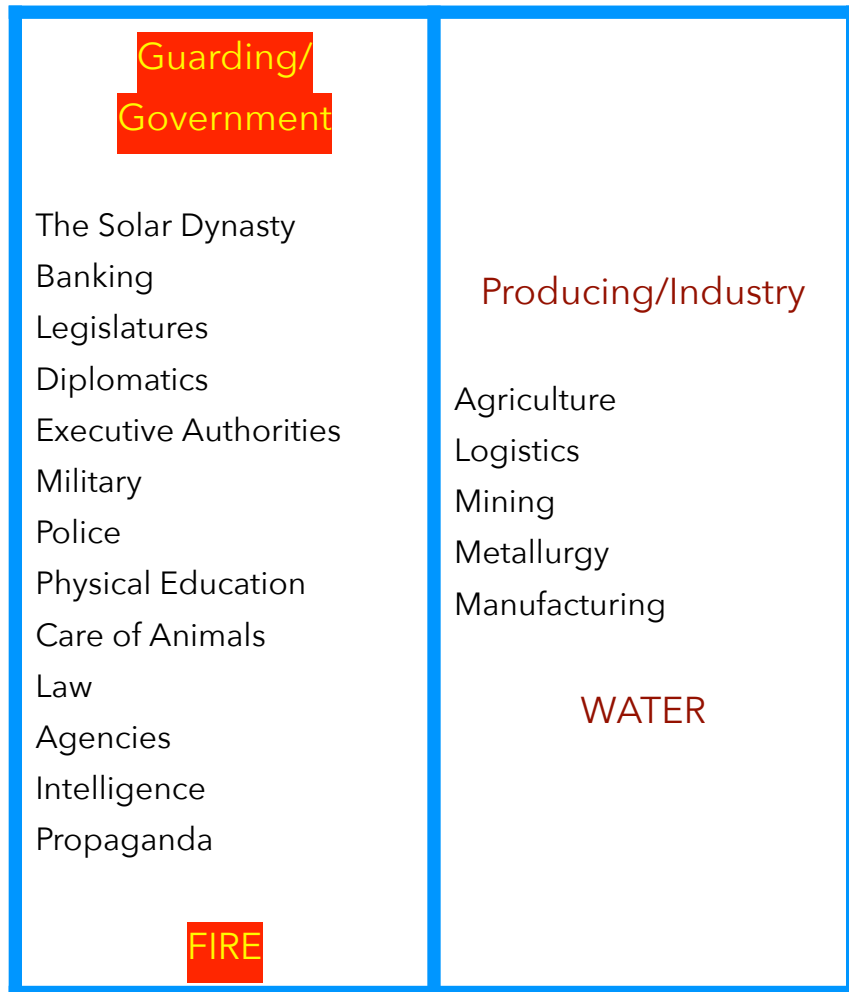 Guarding/
Government
The Solar Dynasty
Banking
Legislatures
Diplomatics
Executive Authorities
Military
Police
Physical Education
Care of Animals
Law
Agencies
Intelligence
Propaganda
FIRE
Producing/Industry
Agriculture
Logistics
Mining
Metallurgy
Manufacturing
WATER